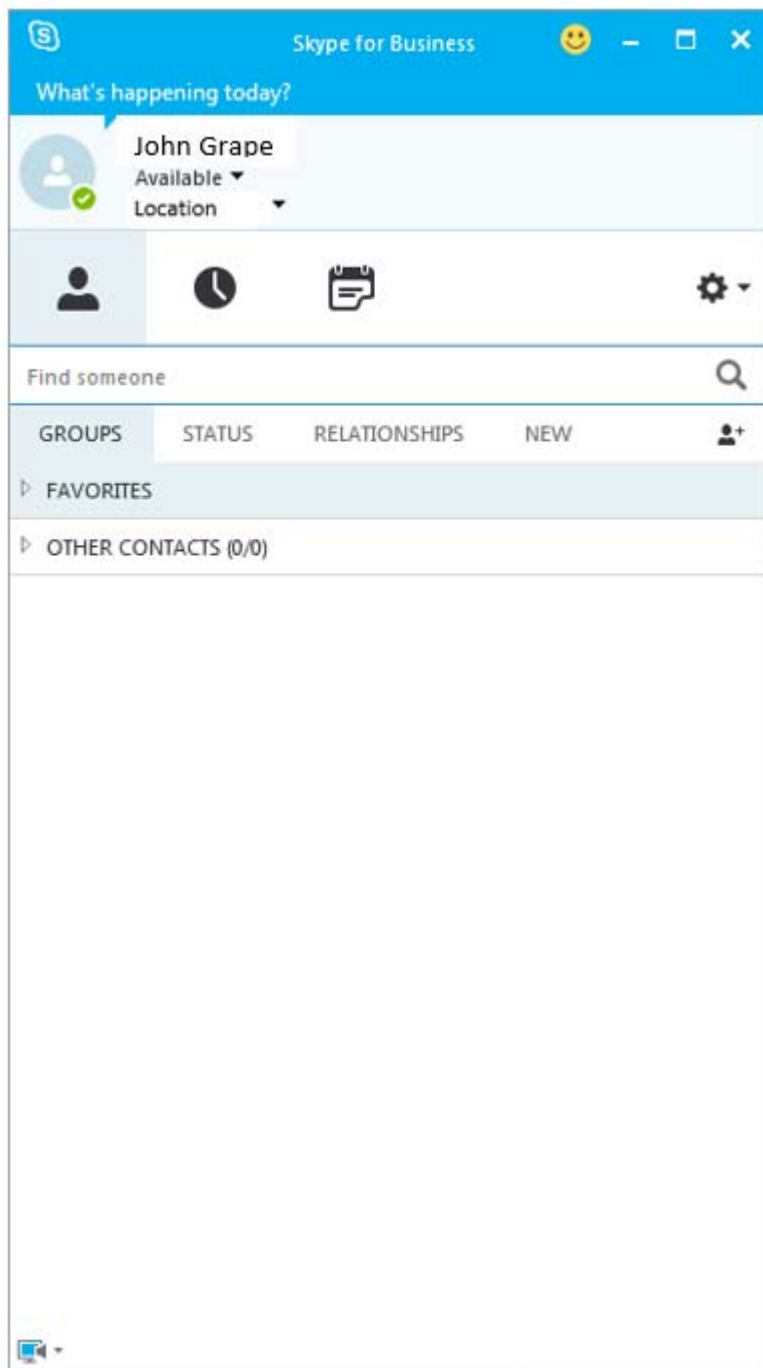 Skype for Business
What's happening today?
John Grape
Available
Location
Find someone
GROUPS STATUS RELATIONSHIPS NEW
FAVORITES
OTHER CONTACTS (0/0)